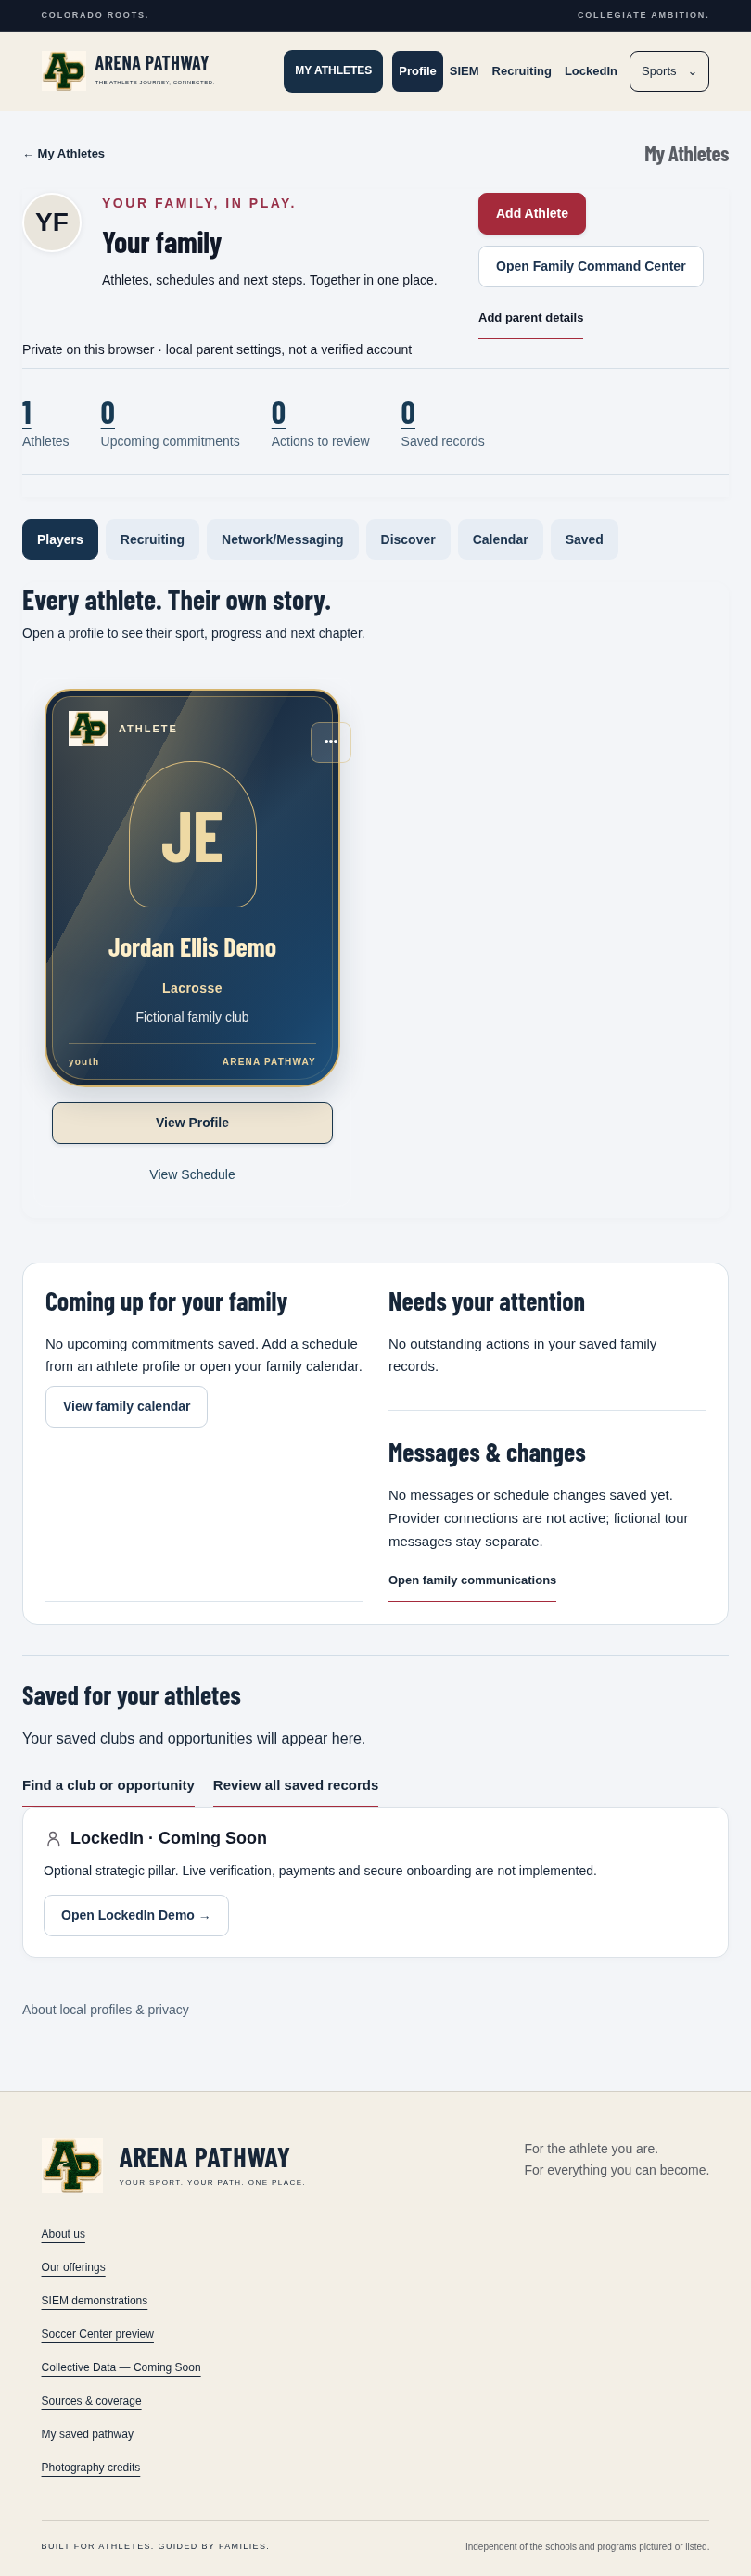 COLORADO ROOTS.
COLLEGIATE AMBITION.
AP
ARENA PATHWAY
THE ATHLETE JOURNEY, CONNECTED.
MY ATHLETES
Profile
SIEM
Recruiting
LockedIn
Sports
← My Athletes
My Athletes
YF
YOUR FAMILY, IN PLAY.
Your family
Athletes, schedules and next steps. Together in one place.
Add Athlete
Open Family Command Center
Add parent details
Private on this browser · local parent settings, not a verified account
1
Athletes
0
Upcoming commitments
0
Actions to review
0
Saved records
Players
Recruiting
Network/Messaging
Discover
Calendar
Saved
Every athlete. Their own story.
Open a profile to see their sport, progress and next chapter.
AP
ATHLETE
•••
JE
Jordan Ellis Demo
Lacrosse
Fictional family club
youth
ARENA PATHWAY
View Profile
View Schedule
Coming up for your family
No upcoming commitments saved. Add a schedule
from an athlete profile or open your family calendar.
View family calendar
Needs your attention
No outstanding actions in your saved family
records.
Messages & changes
No messages or schedule changes saved yet.
Provider connections are not active; fictional tour
messages stay separate.
Open family communications
Saved for your athletes
Your saved clubs and opportunities will appear here.
Find a club or opportunity
Review all saved records
LockedIn · Coming Soon
Optional strategic pillar. Live verification, payments and secure onboarding are not implemented.
Open LockedIn Demo →
About local profiles & privacy
AP
ARENA PATHWAY
YOUR SPORT. YOUR PATH. ONE PLACE.
For the athlete you are.
For everything you can become.
About us
Our offerings
SIEM demonstrations
Soccer Center preview
Collective Data — Coming Soon
Sources & coverage
My saved pathway
Photography credits
BUILT FOR ATHLETES. GUIDED BY FAMILIES.
Independent of the schools and programs pictured or listed.